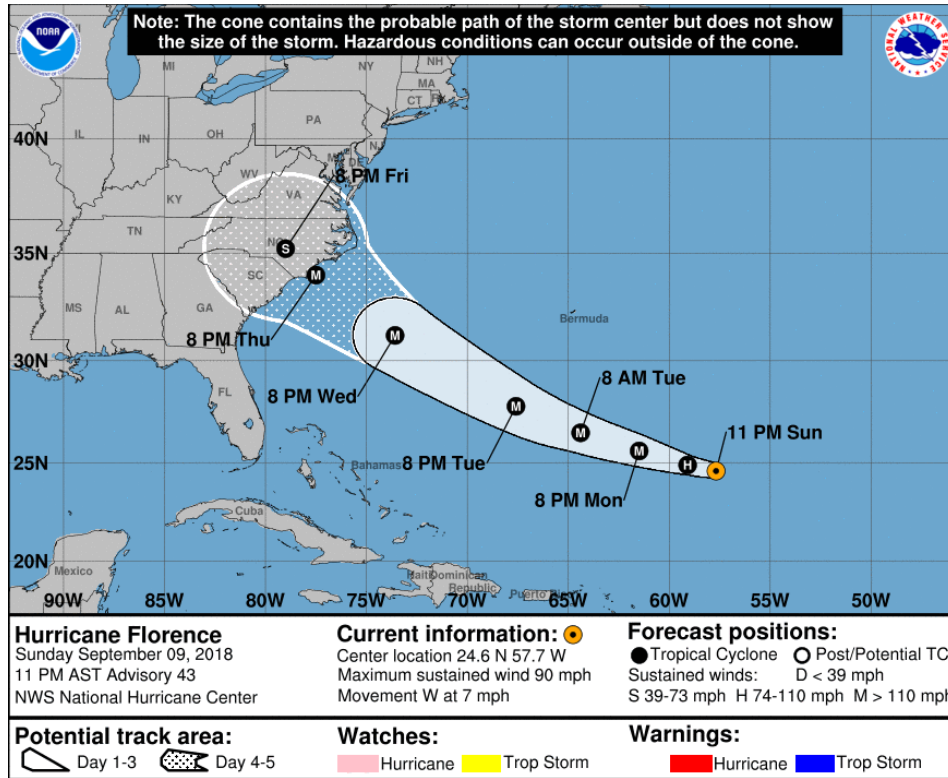 Note: The cone contains the probable path of the storm center but does not show
the size of the storm. Hazardous conditions can occur outside of the cone.
NOAA
NATIONAL WEATHER SERVICE
MI
NY
NH
MA
CT
RI
PA
NJ
40N
IL
IN
OH
MD
DE
WV
8 PM Fri
KY
VA
TN
NC
S
35N
SC
M
MS
AL
GA
8 PM Thu
M
Bermuda
30N
8 PM Wed
8 AM Tue
FL
M
M
11 PM Sun
M
H
25N
Bahamas
8 PM Tue
8 PM Mon
Cuba
20N
Mexico
Haiti
Dominican
Republic
90W
85W
80W
75W
70W
65W
60W
55W
50W
Hurricane Florence
Sunday September 09, 2018
11 PM AST Advisory 43
NWS National Hurricane Center
Current information:
Center location 24.6 N 57.7 W
Maximum sustained wind 90 mph
Movement W at 7 mph
Forecast positions:
Tropical Cyclone
Post/Potential TC
Sustained winds:
D < 39 mph
S 39-73 mph H 74-110 mph M > 110 mph
Potential track area:
Day 1-3
Day 4-5
Watches:
Hurricane
Trop Storm
Warnings:
Hurricane
Trop Storm